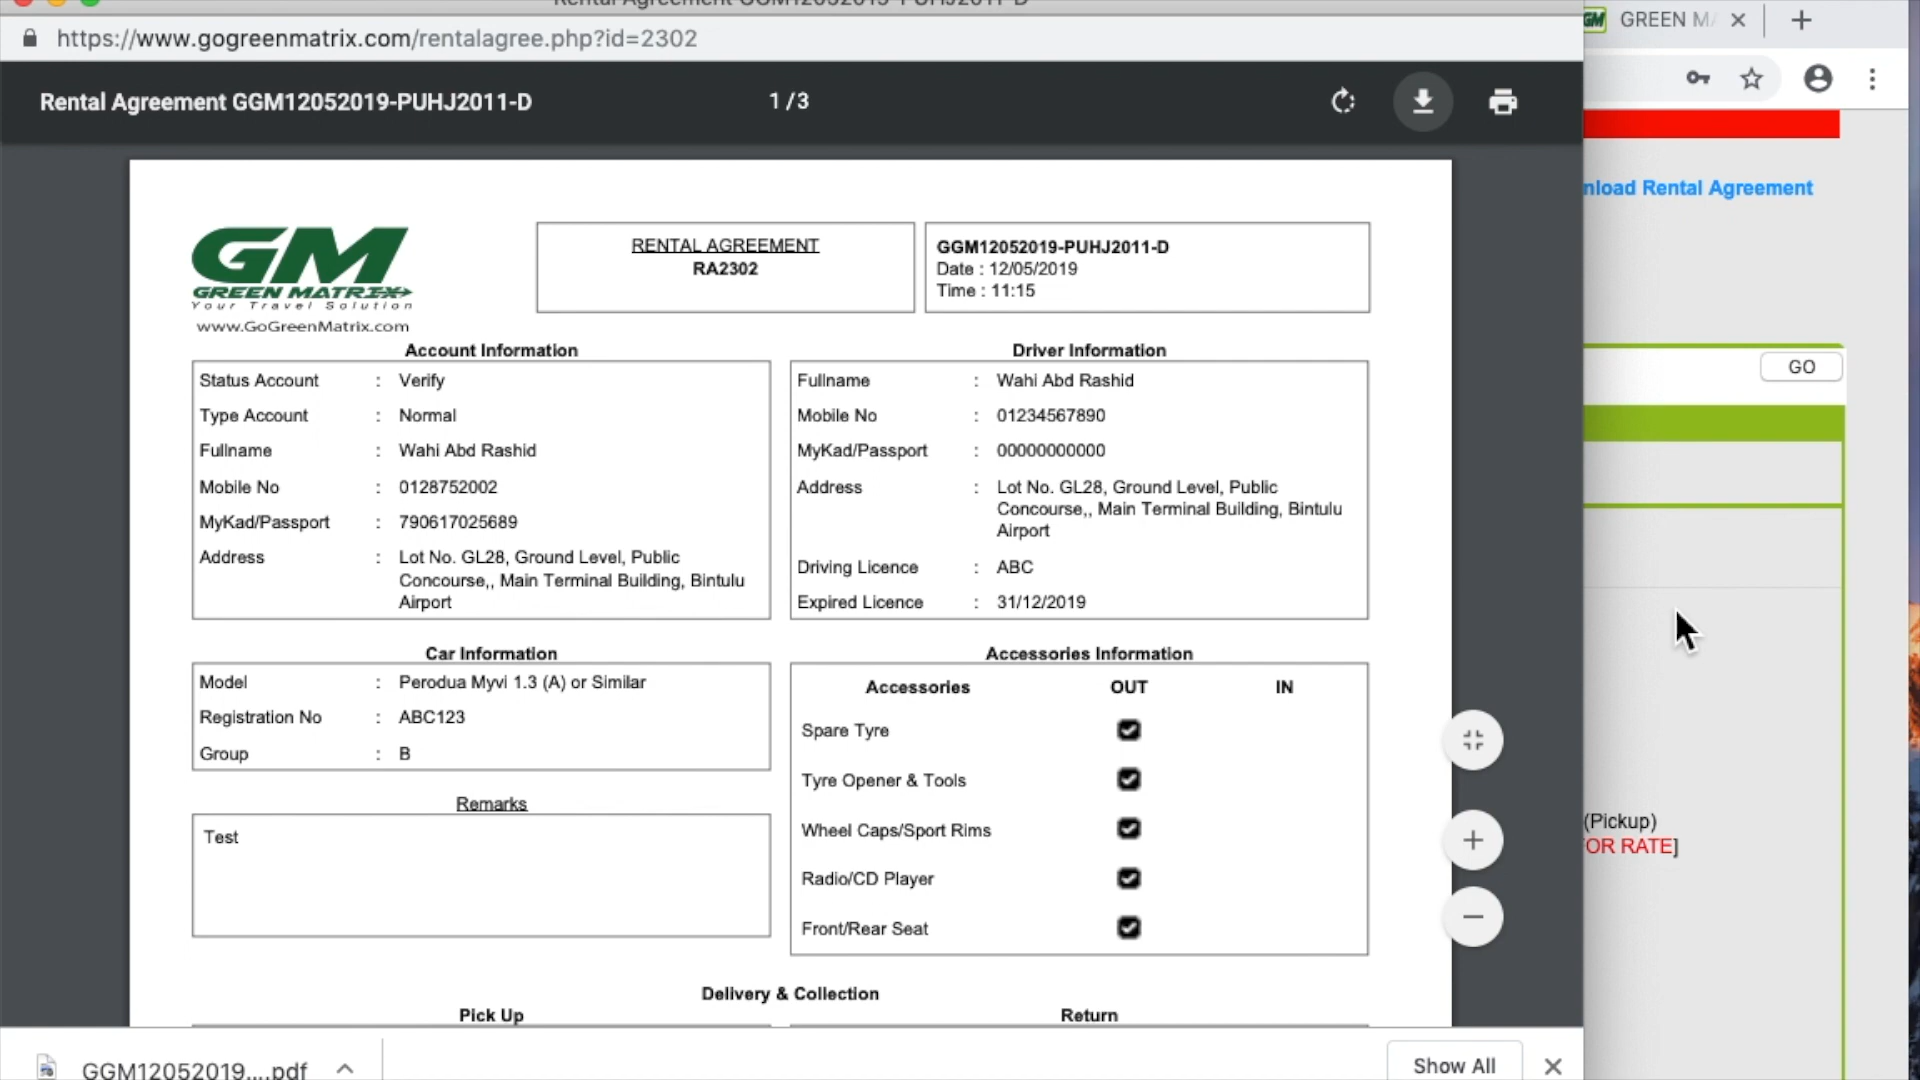 https://www.gogreenmatrix.com/rentalagree.php?id=2302
GREEN M
Rental Agreement GGM12052019-PUHJ2011-D
1/3
Rental Agreement
GM
GREEN MATRIX
Your Travel Solution
www.GoGreenMatrix.com
RENTAL AGREEMENT
RA2302
GGM12052019-PUHJ2011-D
Date : 12/05/2019
Time : 11:15
Account Information
Status Account : Verify
Type Account : Normal
Fullname : Wahi Abd Rashid
Mobile No : 0128752002
MyKad/Passport : 790617025689
Address : Lot No. GL28, Ground Level, Public
Concourse,, Main Terminal Building, Bintulu
Airport
Driver Information
Fullname : Wahi Abd Rashid
Mobile No : 01234567890
MyKad/Passport : 00000000000
Address : Lot No. GL28, Ground Level, Public
Concourse,, Main Terminal Building, Bintulu
Airport
Driving Licence : ABC
Expired Licence : 31/12/2019
GO
Car Information
Model : Perodua Myvi 1.3 (A) or Similar
Registration No : ABC123
Group : B
Remarks
Test
Accessories Information
Accessories OUT IN
Spare Tyre
Tyre Opener & Tools
Wheel Caps/Sport Rims
Radio/CD Player
Front/Rear Seat
(Pickup)
OR RATE]
Delivery & Collection
Pick Up
Return
GGM12052019....pdf
Show All